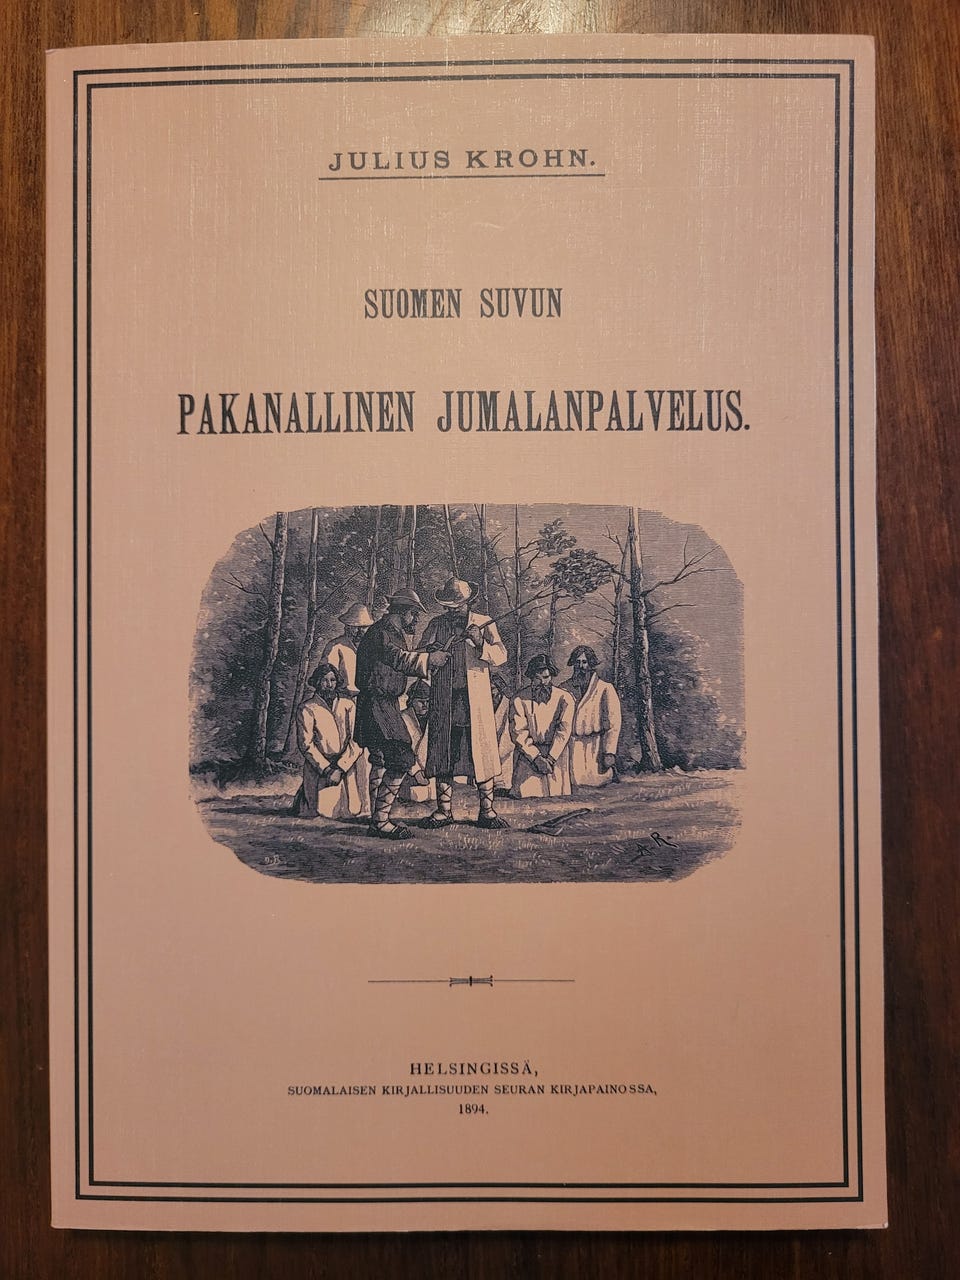 JULIUS KROHN.
SUOMEN SUVUN
PAKANALLINEN JUMALANPALVELUS.
A. R.
HELSINGISSÄ,
SUOMALAISEN KIRJALLISUUDEN SEURAN KIRJAPAINOSSA,
1894.